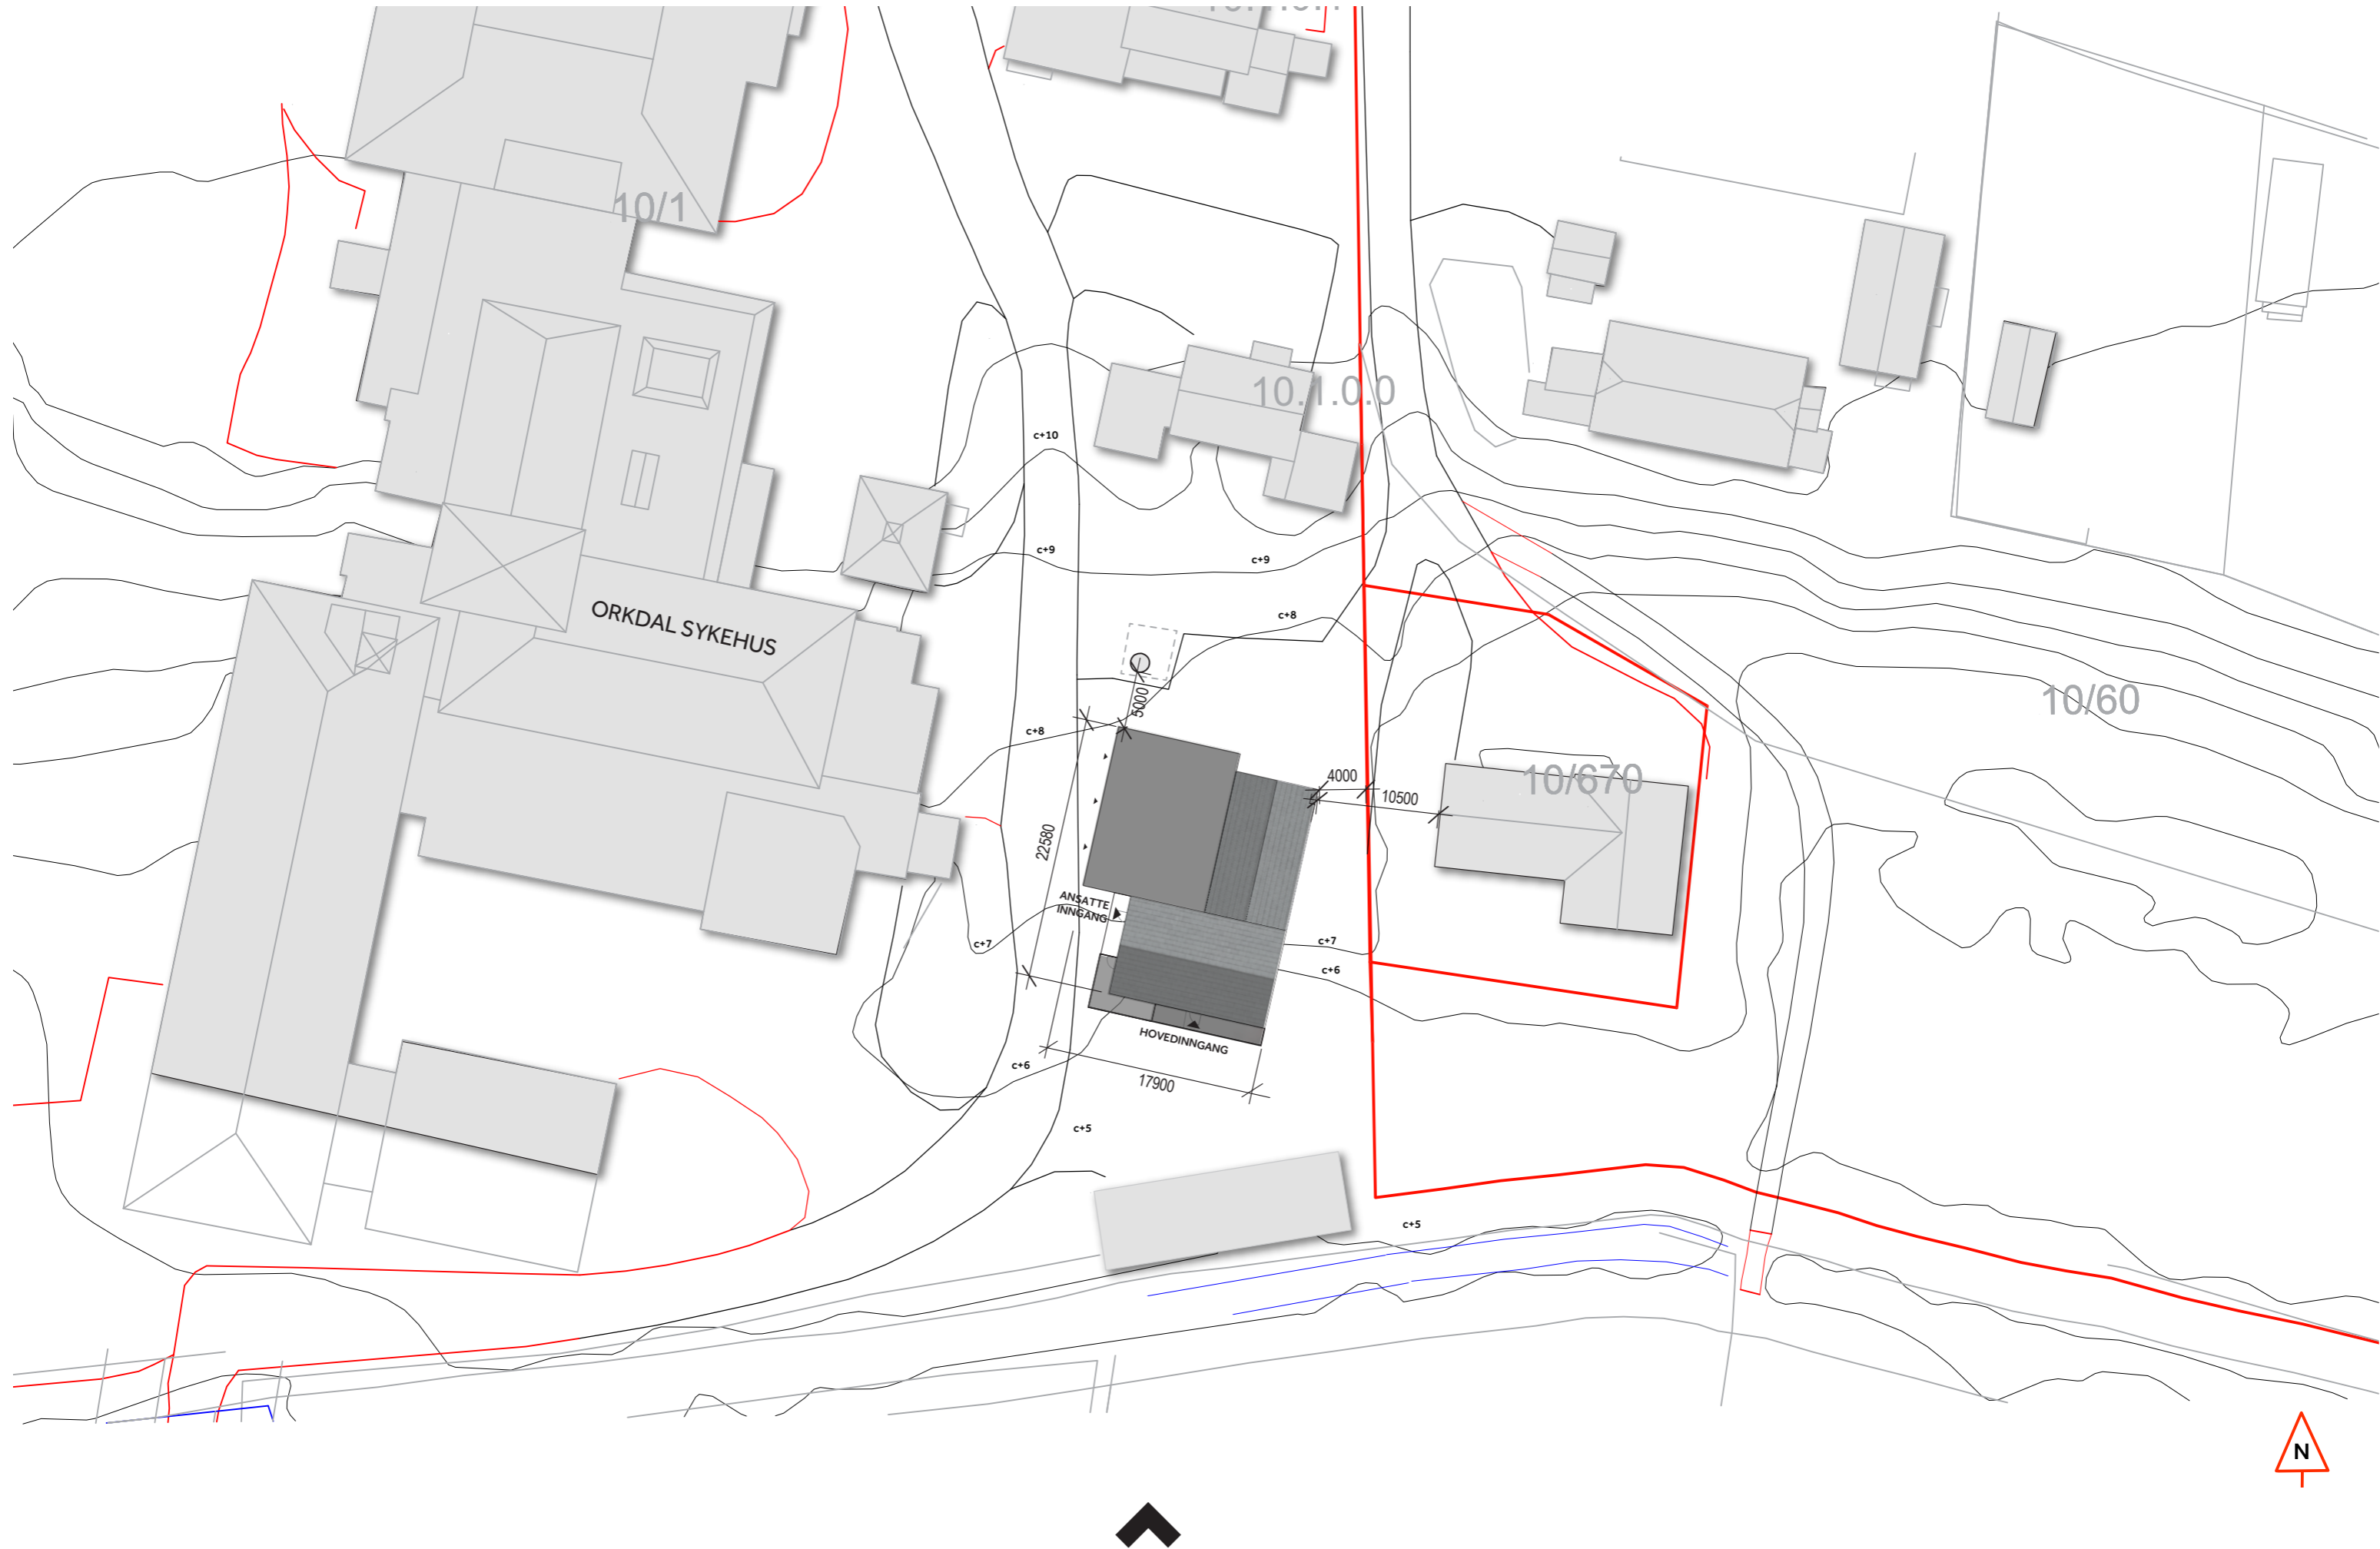 10/1
10.1.0.0
c+10
c+9
c+9
ORKDAL SYKEHUS
c+8
10/60
5000
c+8
4000
10500
10/670
22580
ANSATTE
INNGANG
c+7
c+7
c+6
HOVEDINNGANG
c+6
17900
c+5
c+5
N